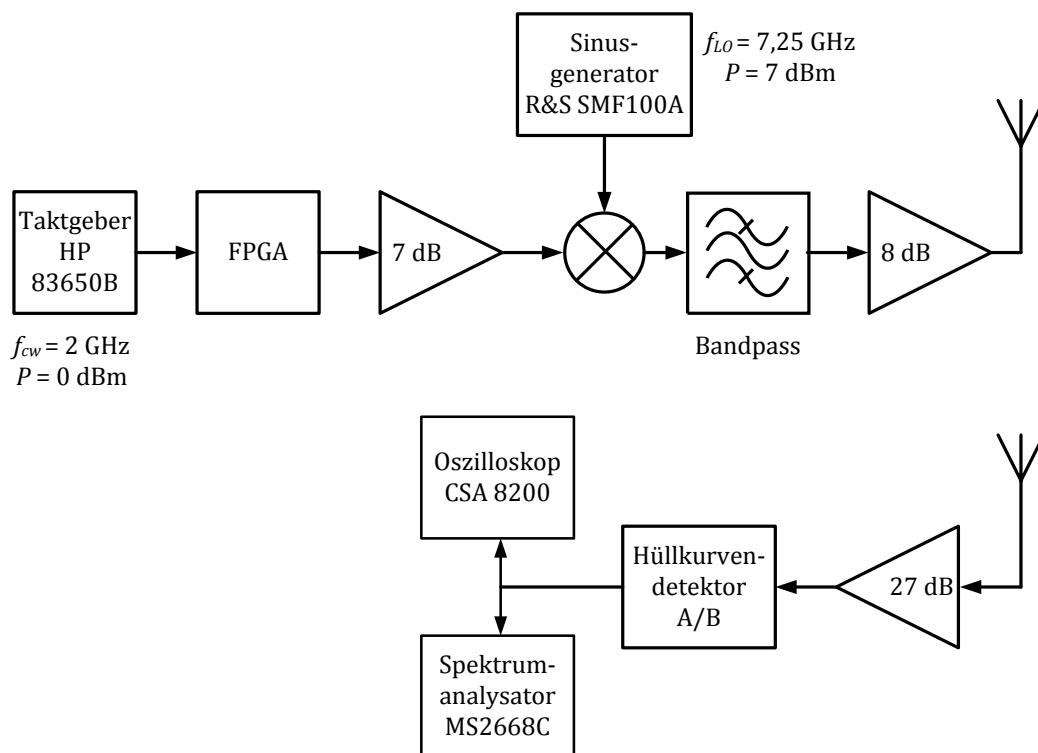 Sinus-
generator
R&S SMF100A
f_LO = 7,25 GHz
P = 7 dBm
Taktgeber
HP
83650B
FPGA
7 dB
8 dB
f_cw = 2 GHz
P = 0 dBm
Bandpass
Oszilloskop
CSA 8200
Hüllkurven-
detektor
A/B
27 dB
Spektrum-
analysator
MS2668C